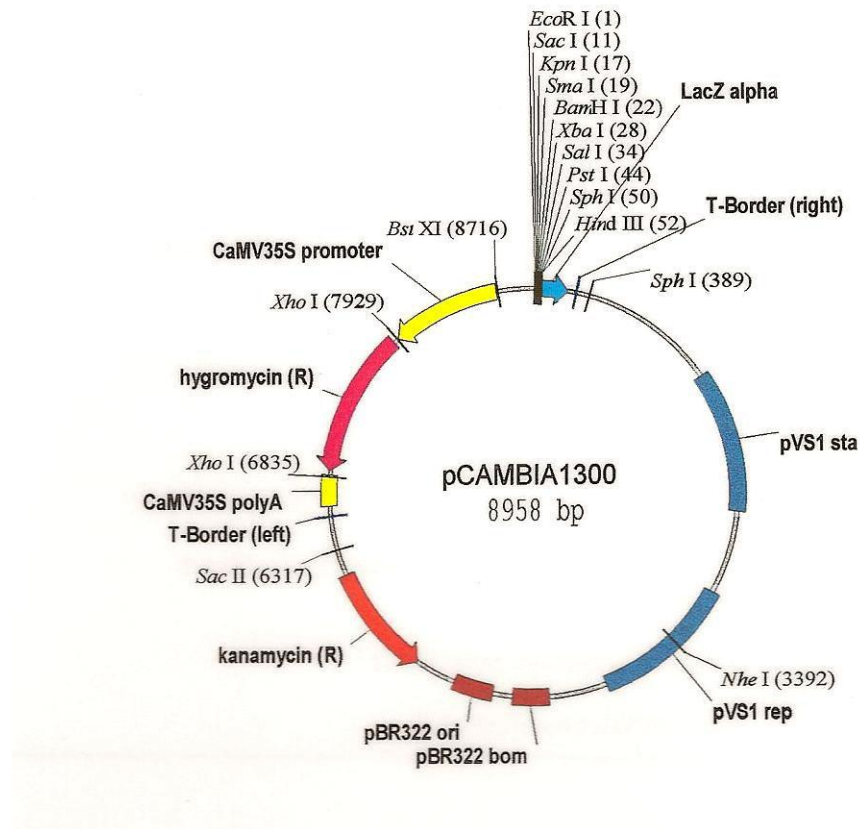 EcoR I (1)
Sac I (11)
Kpn I (17)
Sma I (19)
BamH I (22)
Xba I (28)
Sal I (34)
Pst I (44)
Sph I (50)
Hind III (52)
LacZ alpha
T-Border (right)
Sph I (389)
pVS1 sta
Nhe I (3392)
pVS1 rep
pBR322 bom
pBR322 ori
kanamycin (R)
Sac II (6317)
T-Border (left)
CaMV35S polyA
Xho I (6835)
hygromycin (R)
Xho I (7929)
CaMV35S promoter
Bst XI (8716)
pCAMBIA1300
8958 bp